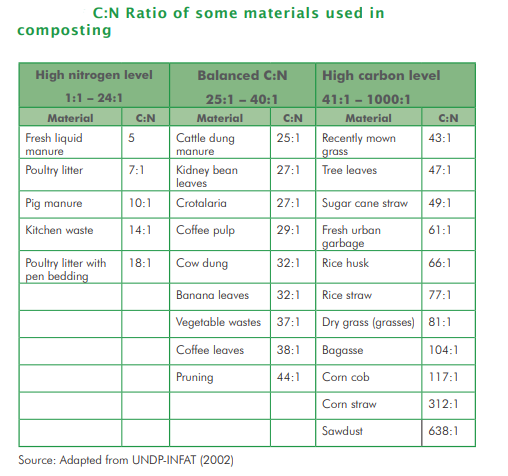 C:N Ratio of some materials used in
composting
High nitrogen level
1:1 – 24:1
Balanced C:N
25:1 – 40:1
High carbon level
41:1 – 1000:1
Material C:N Material C:N Material C:N
Fresh liquid
manure
5
Cattle dung
manure
25:1
Recently mown
grass
43:1
Poultry litter 7:1
Kidney bean
leaves
27:1
Tree leaves 47:1
Pig manure 10:1 Crotalaria 27:1 Sugar cane straw 49:1
Kitchen waste 14:1 Coffee pulp 29:1
Fresh urban
garbage
61:1
Poultry litter with
pen bedding
18:1
Cow dung 32:1 Rice husk 66:1
Banana leaves 32:1 Rice straw 77:1
Vegetable wastes 37:1 Dry grass (grasses) 81:1
Coffee leaves 38:1 Bagasse 104:1
Pruning 44:1 Corn cob 117:1
Corn straw 312:1
Sawdust 638:1
Source: Adapted from UNDP-INFAT (2002)